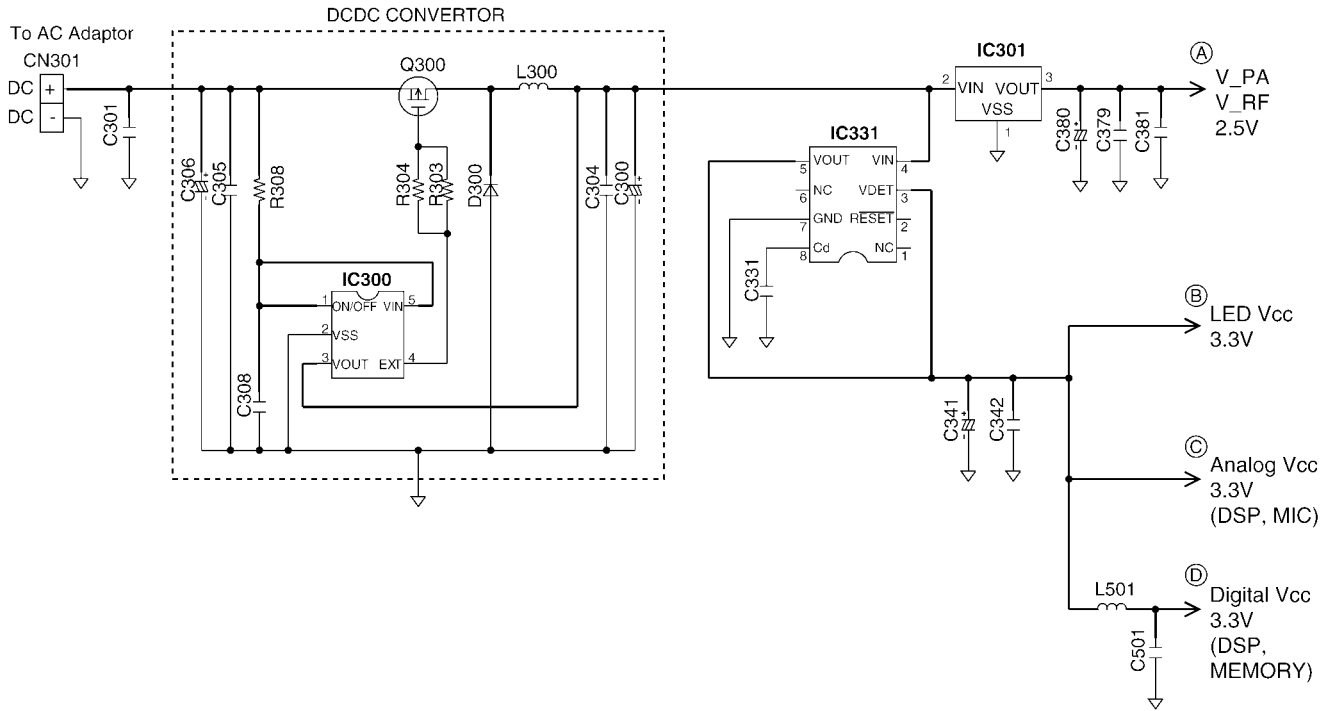 DCDC CONVERTOR
To AC Adaptor
CN301
DC +
DC -
C301
C306
+
-
C305
R308
Q300
L300
R304
R303
D300
C304
C300
+
-
IC300
1 ON/OFF VIN 5
2 VSS
3 VOUT EXT 4
C308
IC301
2 VIN VOUT 3
VSS
1
C380
+
-
C379
C381
A
V_PA
V_RF
2.5V
IC331
5 VOUT VIN 4
6 NC VDET 3
7 GND RESET 2
8 Cd NC 1
C331
C341
+
-
C342
B
LED Vcc
3.3V
C
Analog Vcc
3.3V
(DSP, MIC)
L501
C501
D
Digital Vcc
3.3V
(DSP,
MEMORY)